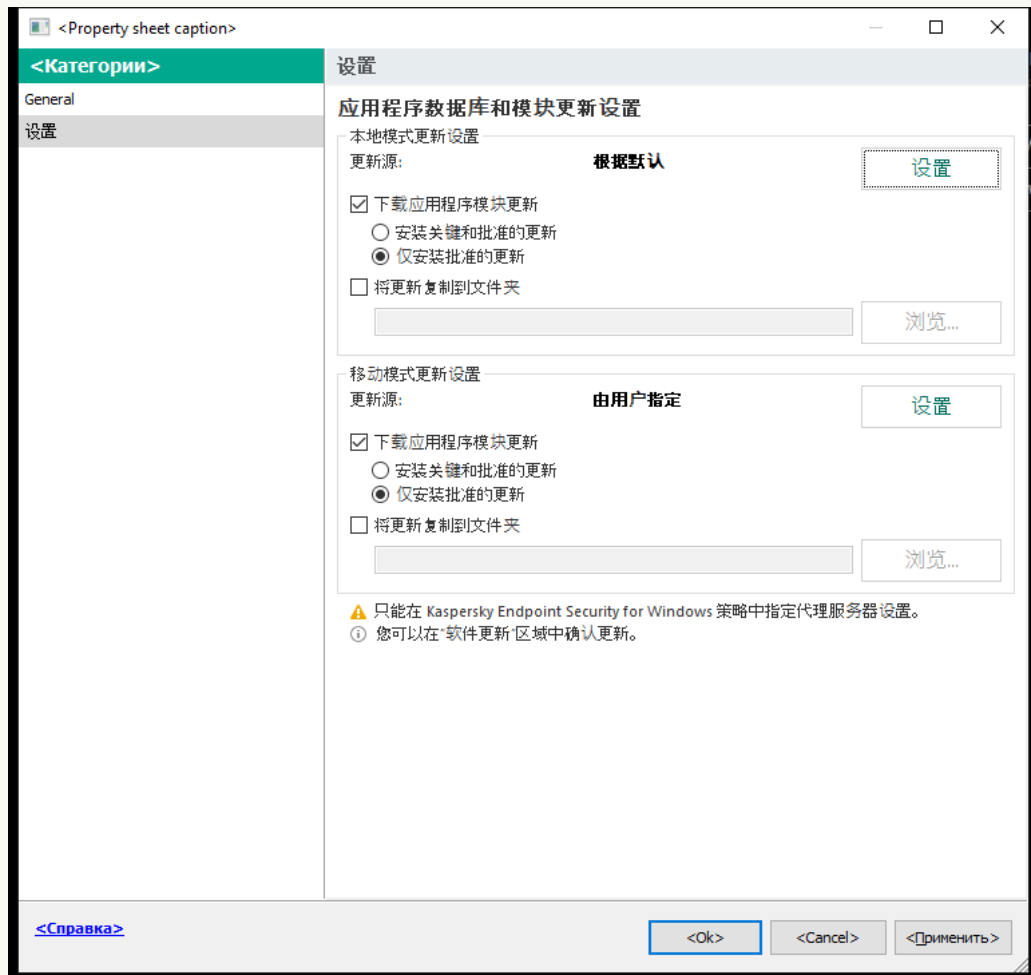 <Property sheet caption>
<Категории>
General
设置
设置
应用程序数据库和模块更新设置
本地模式更新设置
更新源: 根据默认 设置
下载应用程序模块更新
安装关键和批准的更新
仅安装批准的更新
将更新复制到文件夹
浏览...
移动模式更新设置
更新源: 由用户指定 设置
下载应用程序模块更新
安装关键和批准的更新
仅安装批准的更新
将更新复制到文件夹
浏览...
只能在 Kaspersky Endpoint Security for Windows 策略中指定代理服务器设置。
您可以在"软件更新"区域中确认更新。
<Справка> <Ok> <Cancel> <Применить>